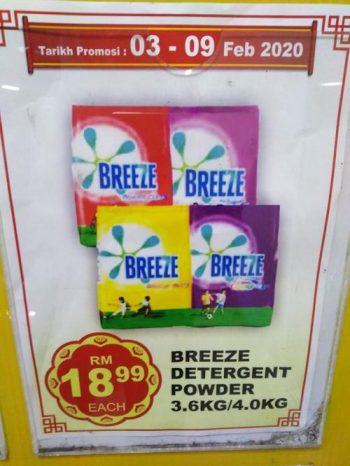 Tarikh Promosi : 03 - 09 Feb 2020
BREEZE
BREEZE
BREEZE
BREEZE
RM
18.99
EACH
BREEZE
DETERGENT
POWDER
3.6KG/4.0KG